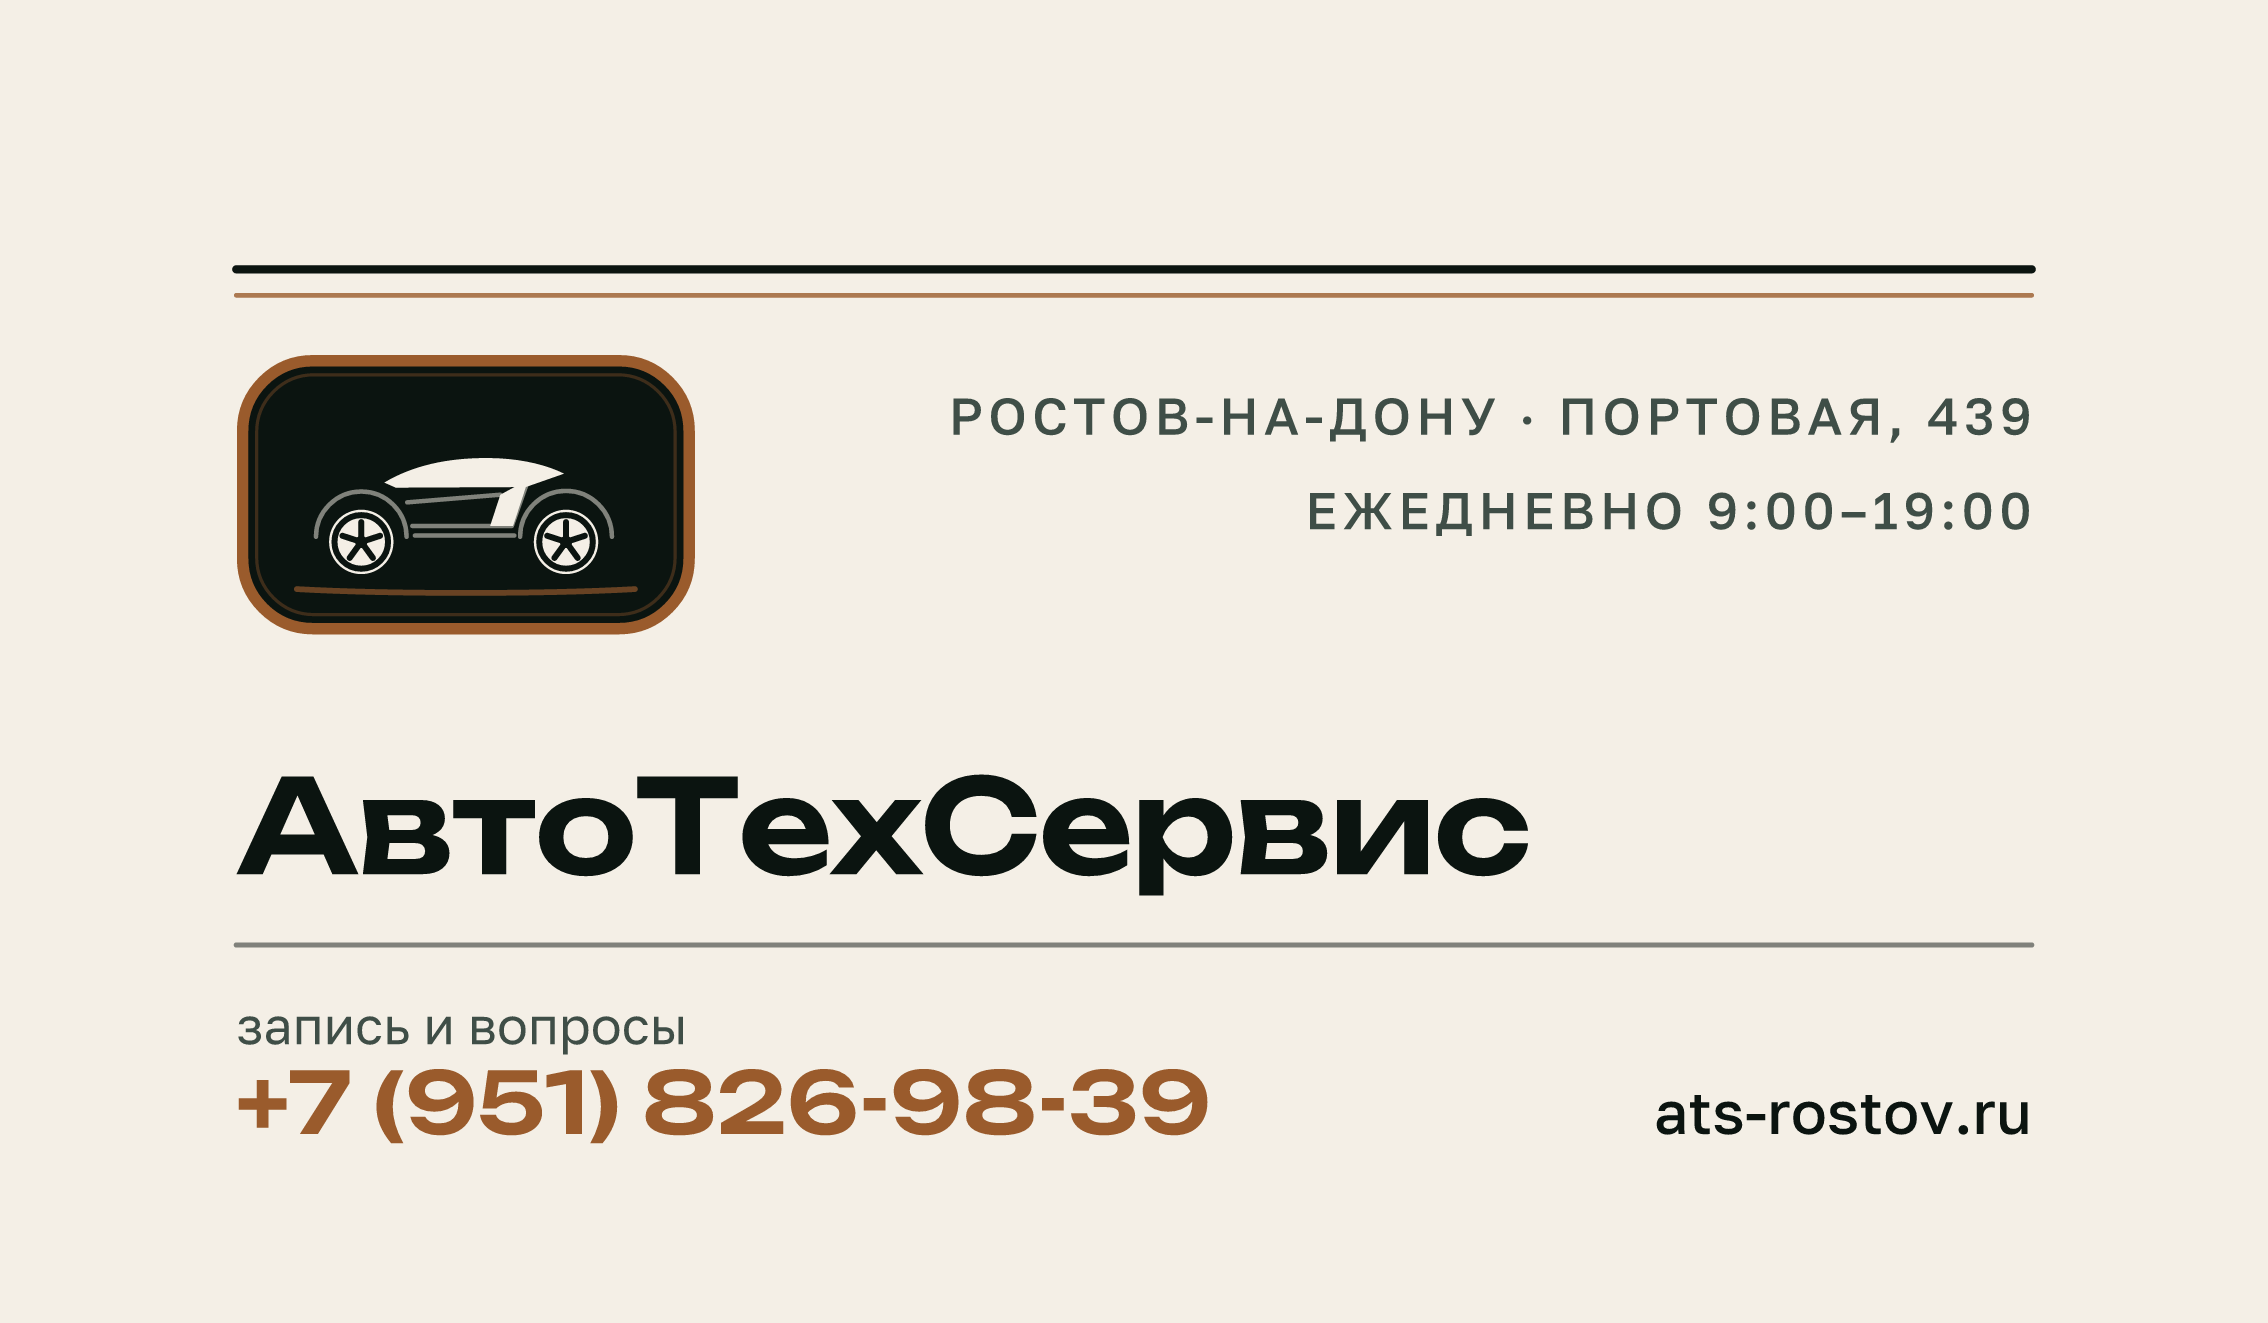 РОСТОВ-НА-ДОНУ · ПОРТОВАЯ, 439
ЕЖЕДНЕВНО 9:00–19:00
АвтоТехСервис
запись и вопросы
+7 (951) 826-98-39
ats-rostov.ru